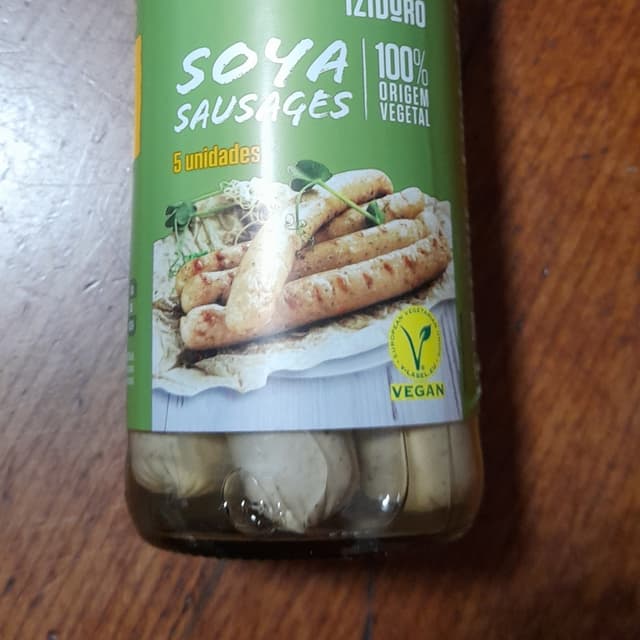 IZIDORO
SOYA
SAUSAGES
100%
ORIGEM
VEGETAL
5 unidades
VEGAN